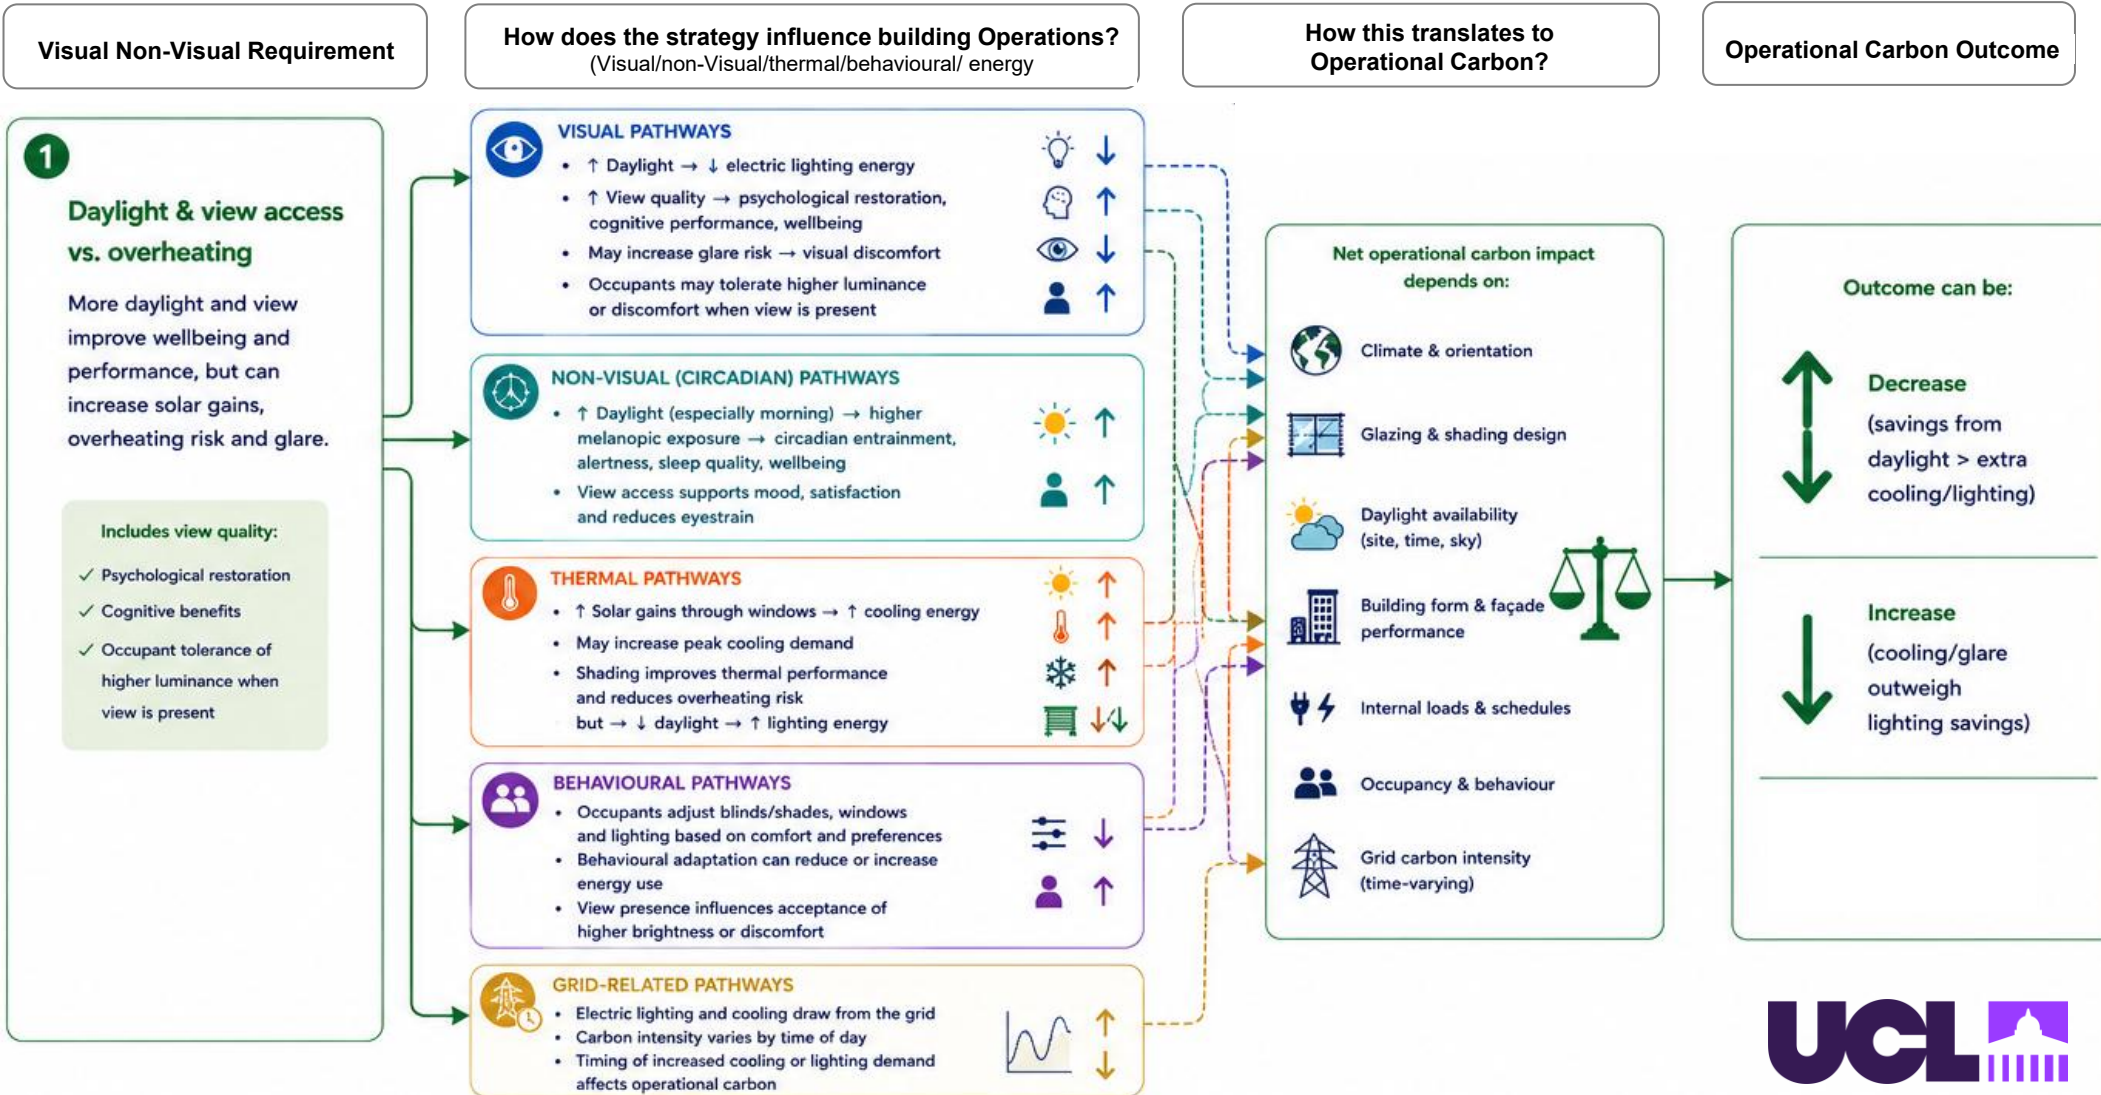 Visual Non-Visual Requirement
How does the strategy influence building Operations?
(Visual/non-Visual/thermal/behavioural/ energy
How this translates to
Operational Carbon?
Operational Carbon Outcome
1
Daylight & view access
vs. overheating
More daylight and view
improve wellbeing and
performance, but can
increase solar gains,
overheating risk and glare.
Includes view quality:
✓ Psychological restoration
✓ Cognitive benefits
✓ Occupant tolerance of
higher luminance when
view is present
VISUAL PATHWAYS
• ↑ Daylight → ↓ electric lighting energy
• ↑ View quality → psychological restoration,
cognitive performance, wellbeing
• May increase glare risk → visual discomfort
• Occupants may tolerate higher luminance
or discomfort when view is present
NON-VISUAL (CIRCADIAN) PATHWAYS
• ↑ Daylight (especially morning) → higher
melanopic exposure → circadian entrainment,
alertness, sleep quality, wellbeing
• View access supports mood, satisfaction
and reduces eyestrain
THERMAL PATHWAYS
• ↑ Solar gains through windows → ↑ cooling energy
• May increase peak cooling demand
• Shading improves thermal performance
and reduces overheating risk
but → ↓ daylight → ↑ lighting energy
BEHAVIOURAL PATHWAYS
• Occupants adjust blinds/shades, windows
and lighting based on comfort and preferences
• Behavioural adaptation can reduce or increase
energy use
• View presence influences acceptance of
higher brightness or discomfort
GRID-RELATED PATHWAYS
• Electric lighting and cooling draw from the grid
• Carbon intensity varies by time of day
• Timing of increased cooling or lighting demand
affects operational carbon
Net operational carbon impact
depends on:
Climate & orientation
Glazing & shading design
Daylight availability
(site, time, sky)
Building form & façade
performance
Internal loads & schedules
Occupancy & behaviour
Grid carbon intensity
(time-varying)
Outcome can be:
Decrease
(savings from
daylight > extra
cooling/lighting)
Increase
(cooling/glare
outweigh
lighting savings)
UCL